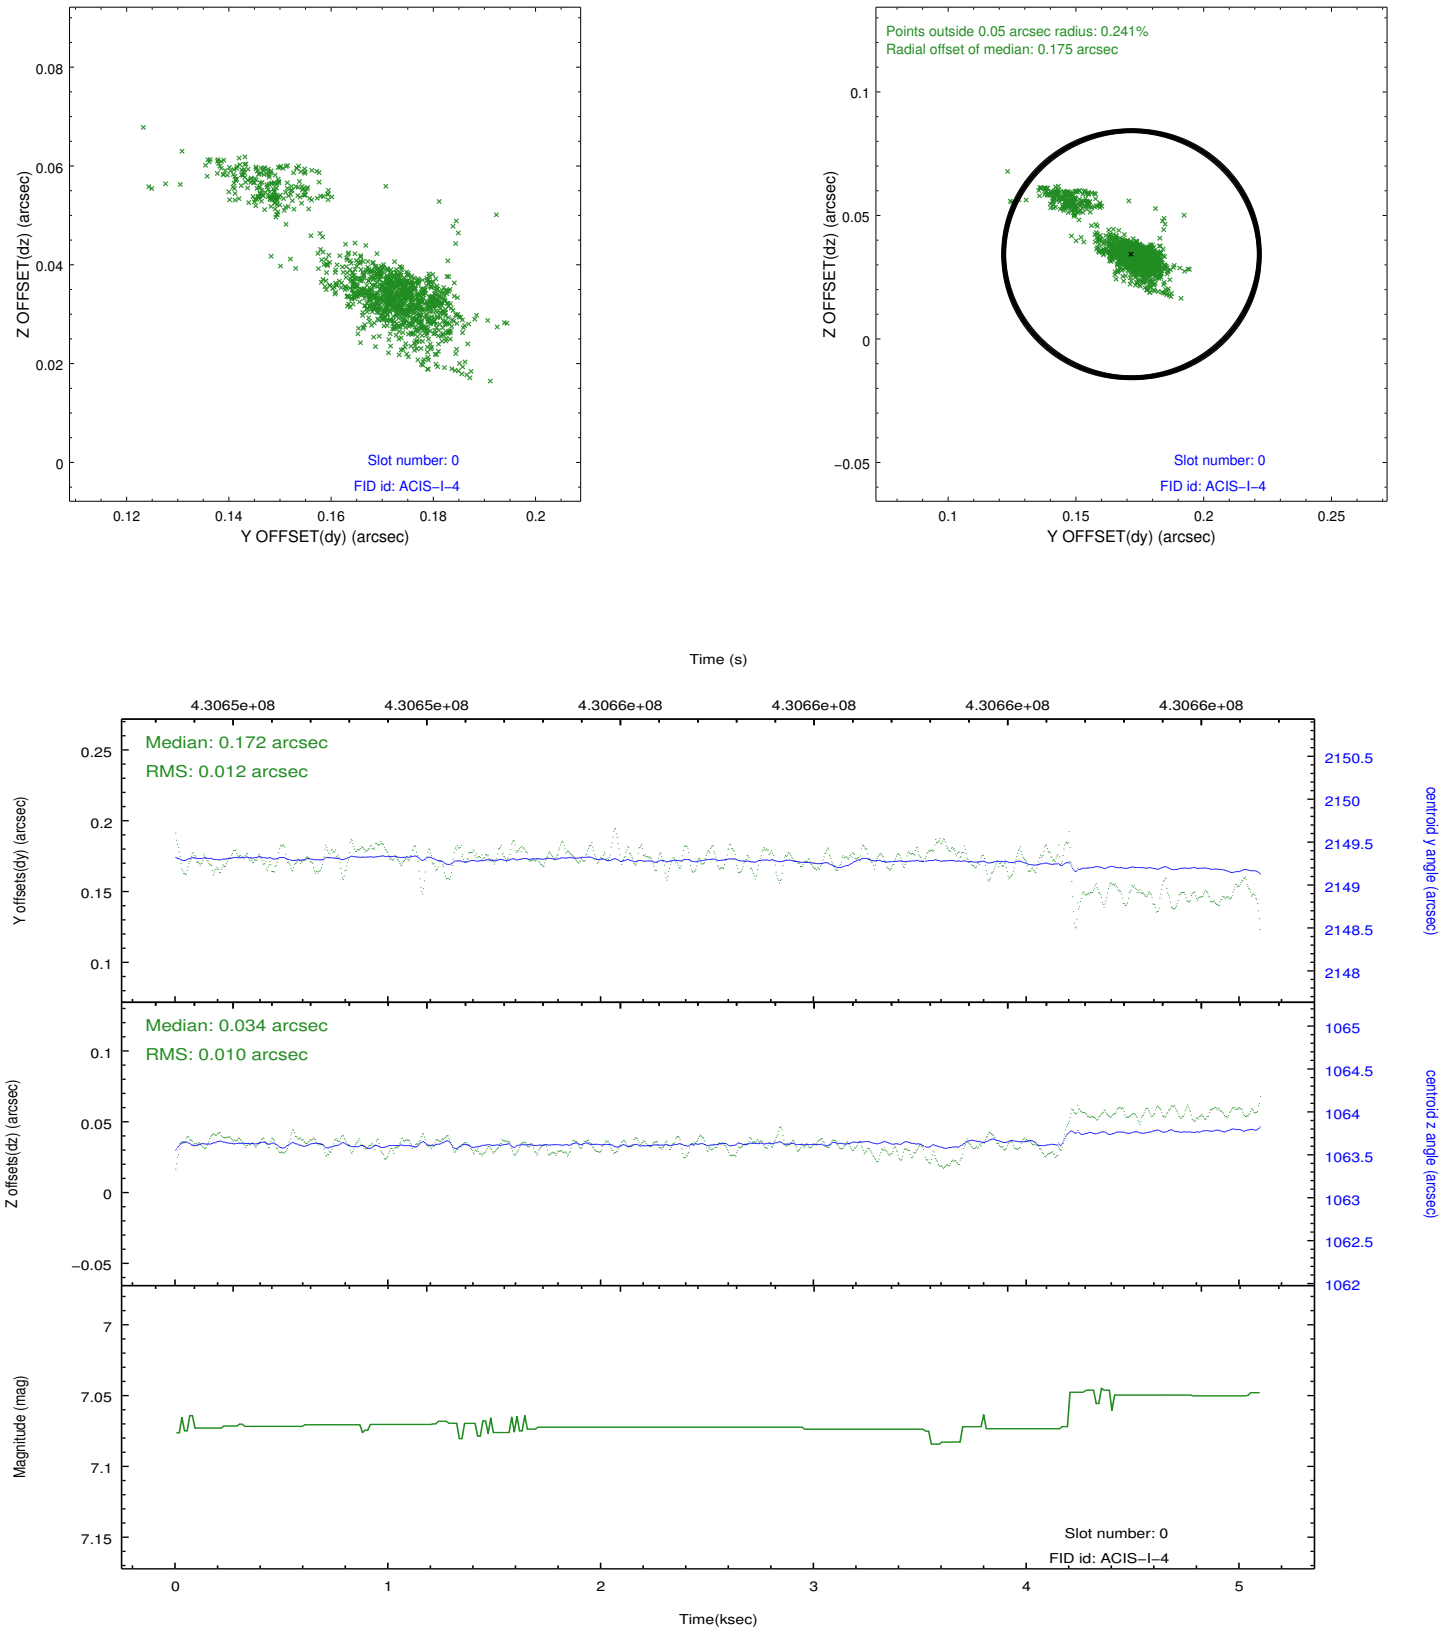 0.08
0.06
0.04
0.02
0
Z OFFSET(dz) (arcsec)
Slot number: 0
FID id: ACIS−I−4
0.12 0.14 0.16 0.18 0.2
Y OFFSET(dy) (arcsec)
Points outside 0.05 arcsec radius: 0.241%
Radial offset of median: 0.175 arcsec
0.1
0.05
0
−0.05
Z OFFSET(dz) (arcsec)
Slot number: 0
FID id: ACIS−I−4
0.1 0.15 0.2 0.25
Y OFFSET(dy) (arcsec)
Time (s)
4.3065e+08 4.3065e+08 4.3066e+08 4.3066e+08 4.3066e+08 4.3066e+08
Median: 0.172 arcsec
RMS: 0.012 arcsec
0.25
0.2
0.15
0.1
Y offsets(dy) (arcsec)
2150.5
2150
2149.5
2149
2148.5
2148
centroid y angle (arcsec)
Median: 0.034 arcsec
RMS: 0.010 arcsec
0.1
0.05
0
−0.05
Z offsets(dz) (arcsec)
1065
1064.5
1064
1063.5
1063
1062.5
1062
centroid z angle (arcsec)
7
7.05
7.1
7.15
Magnitude (mag)
Slot number: 0
FID id: ACIS−I−4
0 1 2 3 4 5
Time(ksec)